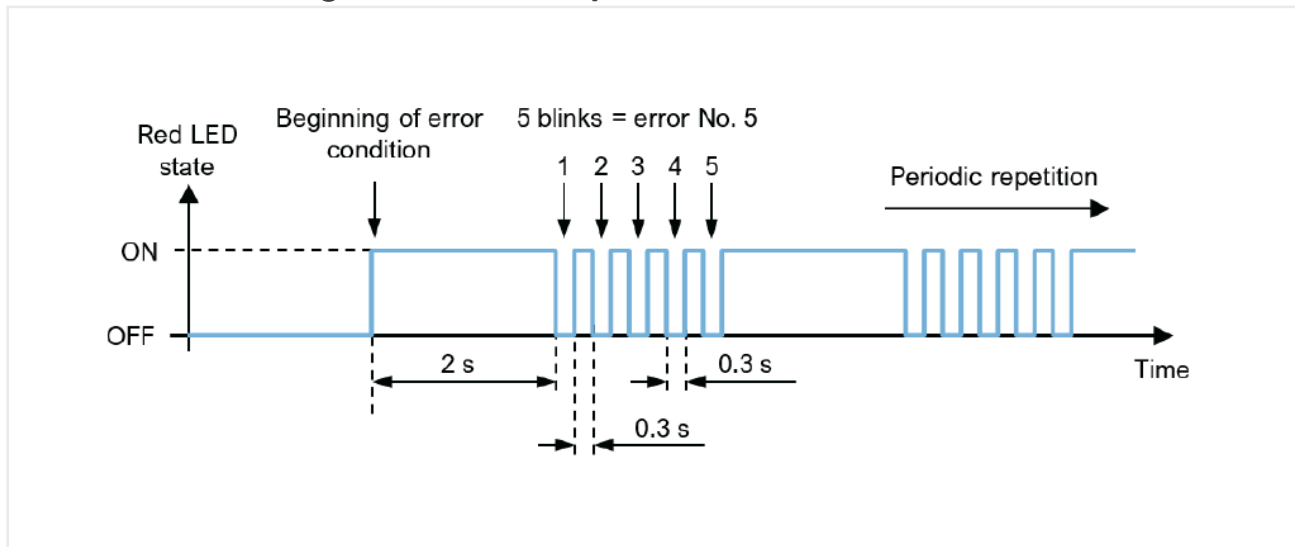 Beginning of error
condition
5 blinks = error No. 5
Red LED
state
1 2 3 4 5
Periodic repetition
ON
OFF
2 s
0.3 s
Time
0.3 s